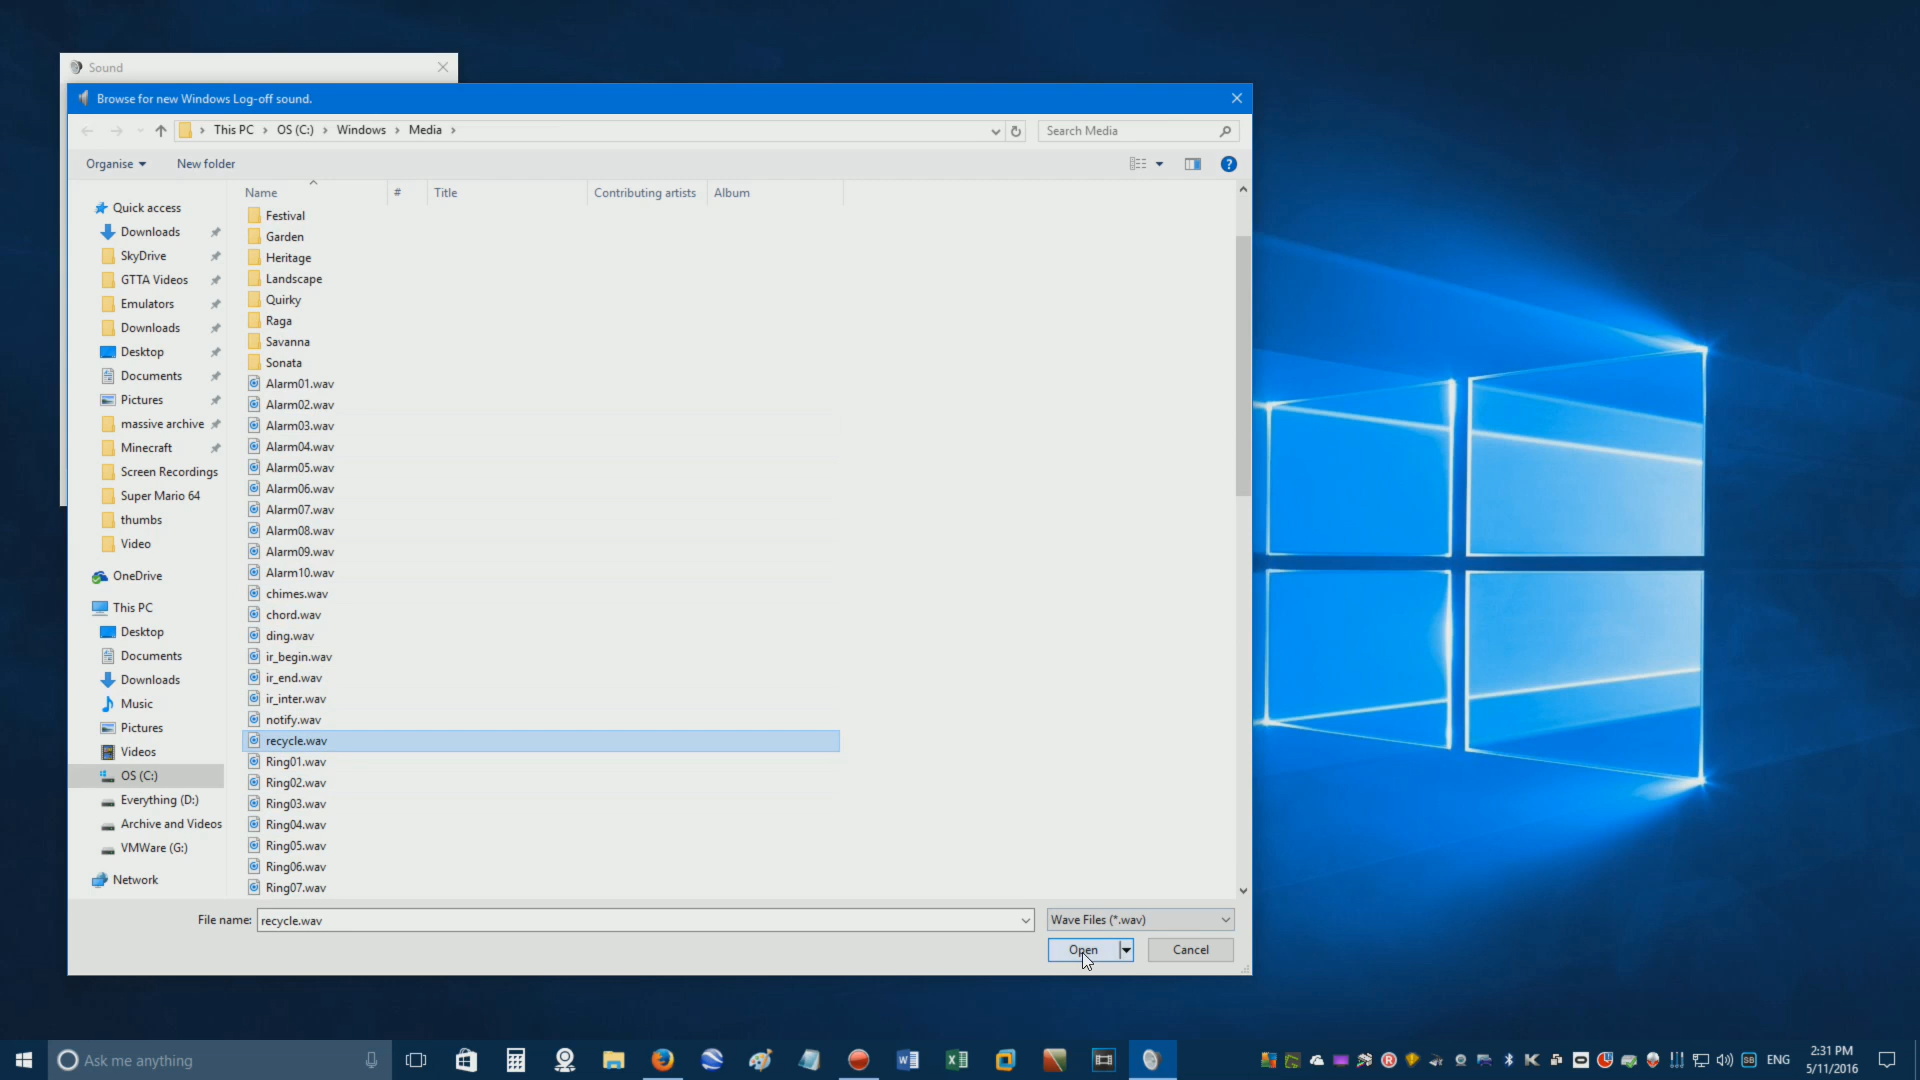 Sound
Browse for new Windows Log-off sound.
This PC > OS (C:) > Windows > Media >
Search Media
Organise
New folder
Name
#
Title
Contributing artists
Album
Quick access
Downloads
SkyDrive
GTTA Videos
Emulators
Downloads
Desktop
Documents
Pictures
massive archive
Minecraft
Screen Recordings
Super Mario 64
thumbs
Video
OneDrive
This PC
Desktop
Documents
Downloads
Music
Pictures
Videos
OS (C:)
Everything (D:)
Archive and Videos
VMWare (G:)
Network
Festival
Garden
Heritage
Landscape
Quirky
Raga
Savanna
Sonata
Alarm01.wav
Alarm02.wav
Alarm03.wav
Alarm04.wav
Alarm05.wav
Alarm06.wav
Alarm07.wav
Alarm08.wav
Alarm09.wav
Alarm10.wav
chimes.wav
chord.wav
ding.wav
ir_begin.wav
ir_end.wav
ir_inter.wav
notify.wav
recycle.wav
Ring01.wav
Ring02.wav
Ring03.wav
Ring04.wav
Ring05.wav
Ring06.wav
Ring07.wav
File name: recycle.wav
Wave Files (*.wav)
Open
Cancel
Ask me anything
ENG
2:31 PM
5/11/2016